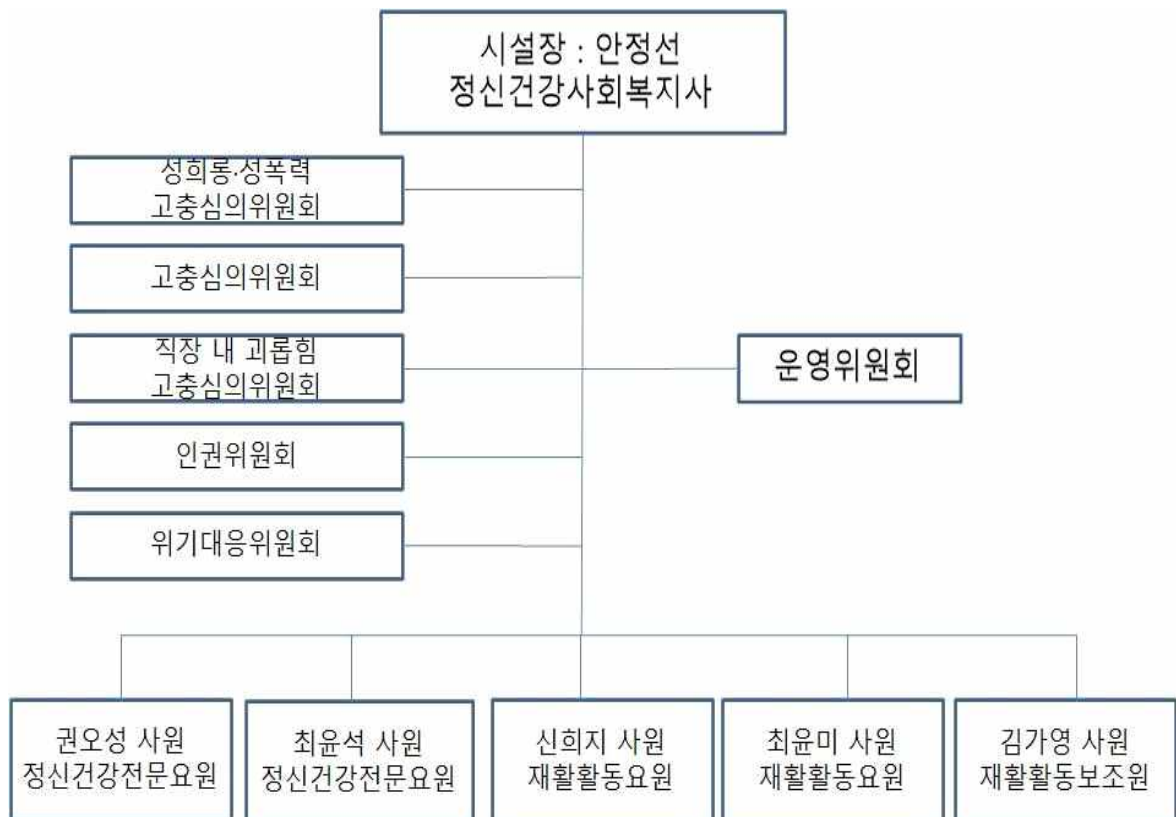 시설장 : 안정선
정신건강사회복지사
성희롱·성폭력
고충심의위원회
고충심의위원회
직장 내 괴롭힘
고충심의위원회
운영위원회
인권위원회
위기대응위원회
권오성 사원
정신건강전문요원
최윤석 사원
정신건강전문요원
신희지 사원
재활활동요원
최윤미 사원
재활활동요원
김가영 사원
재활활동보조원